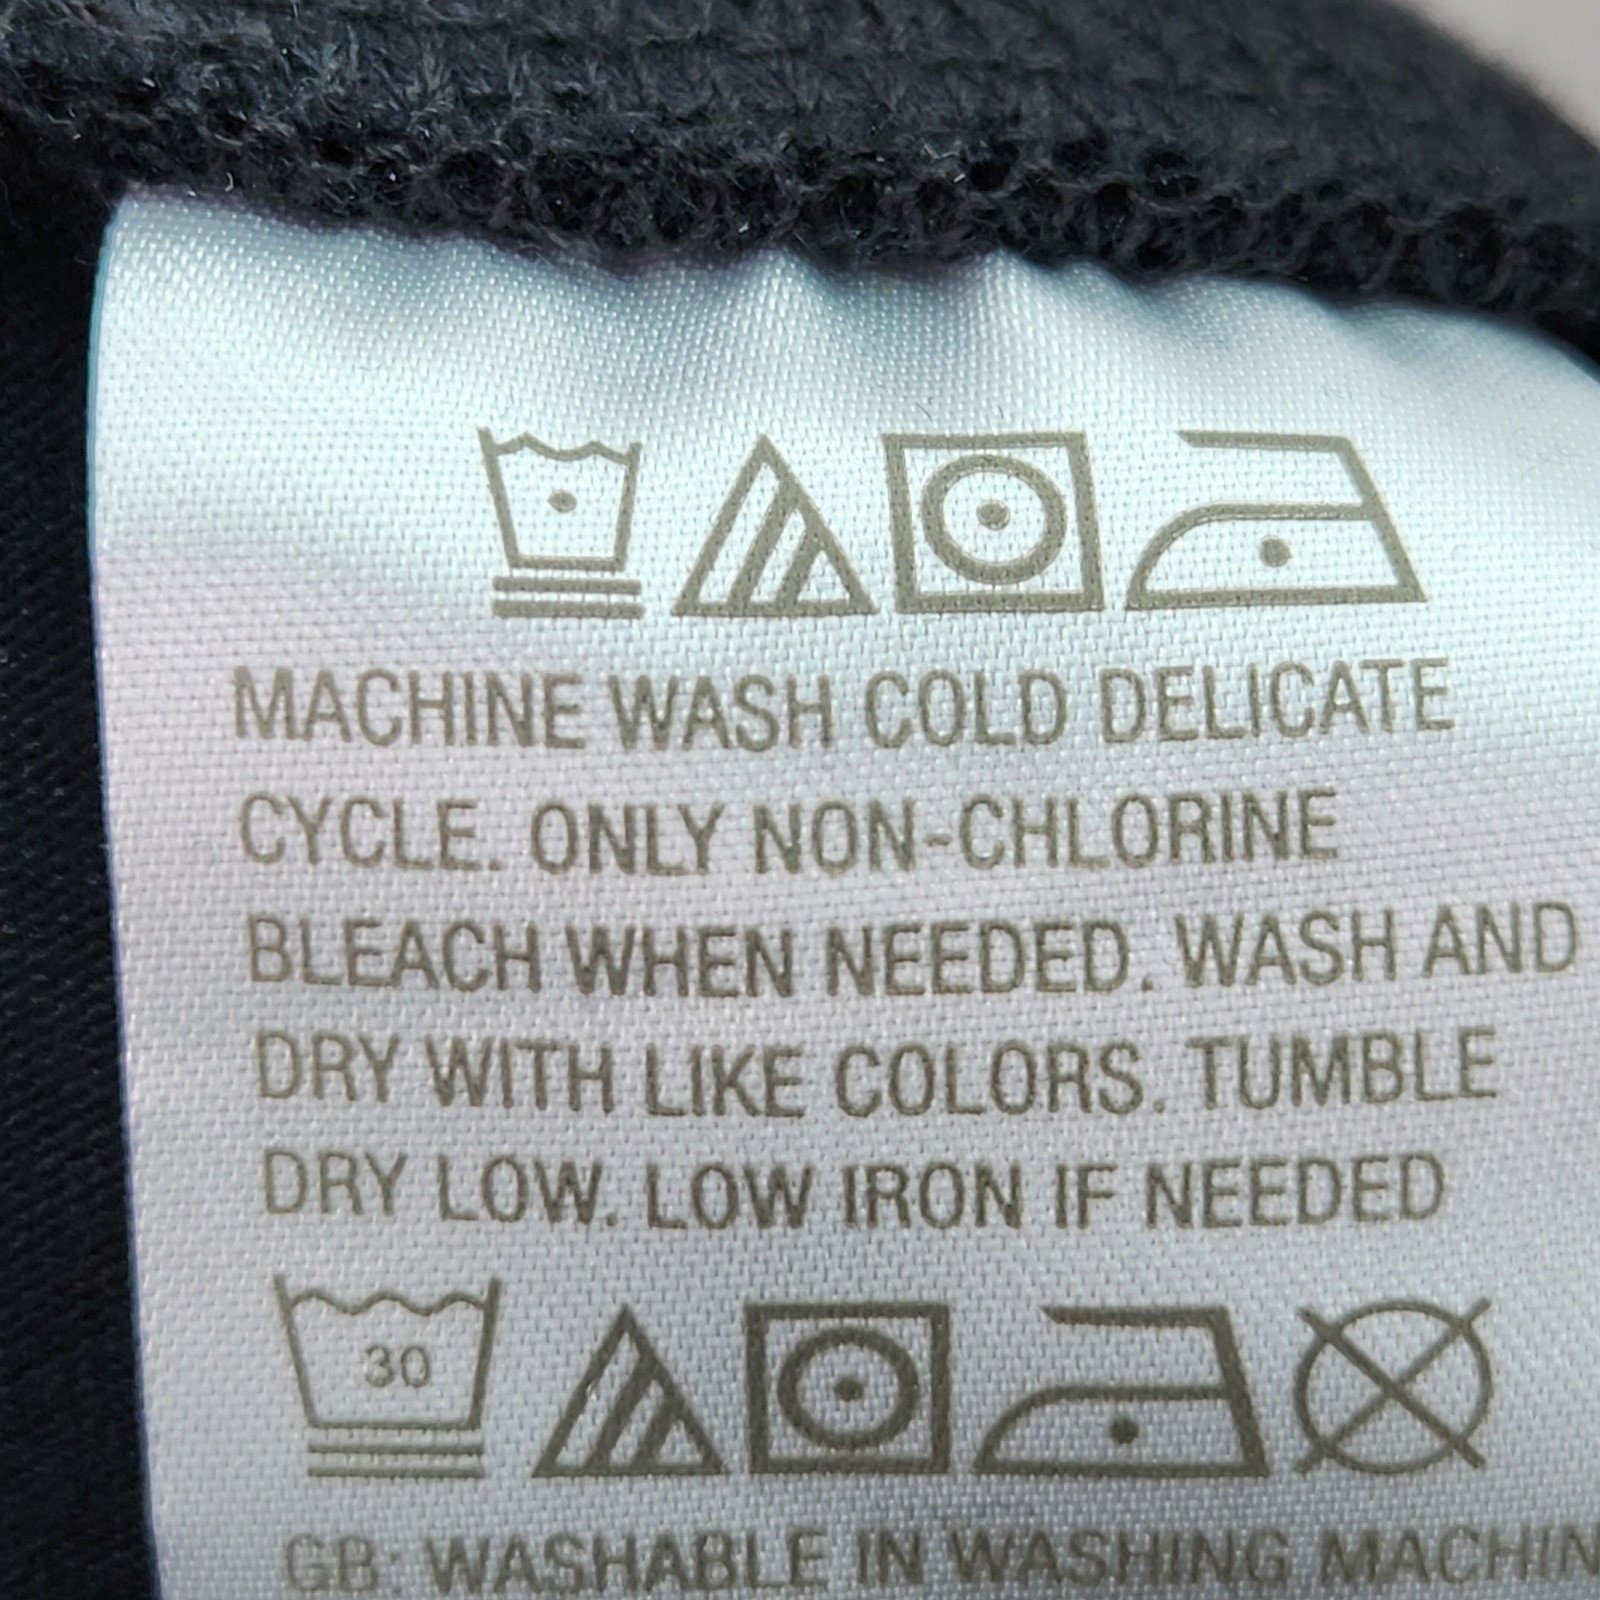 MACHINE WASH COLD DELICATE
CYCLE. ONLY NON-CHLORINE
BLEACH WHEN NEEDED. WASH AND
DRY WITH LIKE COLORS. TUMBLE
DRY LOW. LOW IRON IF NEEDED
30
GB: WASHABLE IN WASHING MACHIN